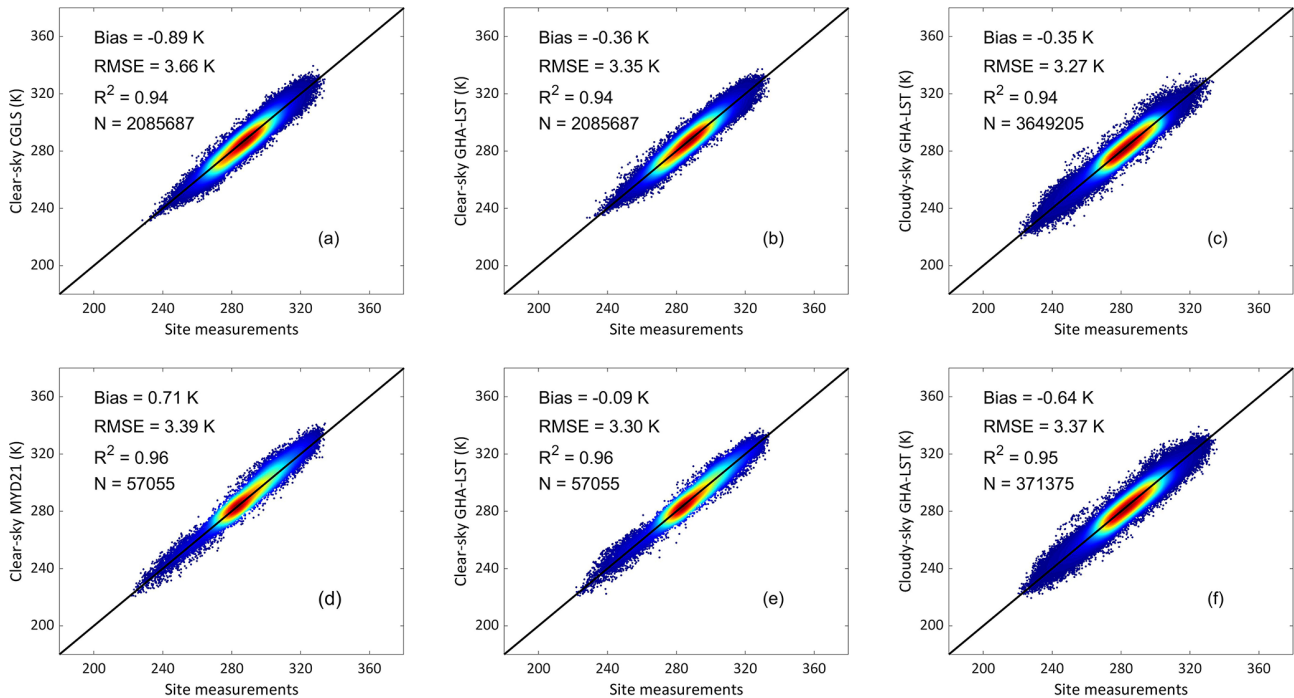 360
320
280
240
200
Clear-sky CGLS (K)
Bias = -0.89 K
RMSE = 3.66 K
R² = 0.94
N = 2085687
(a)
200 240 280 320 360
Site measurements
360
320
280
240
200
Clear-sky GHA-LST (K)
Bias = -0.36 K
RMSE = 3.35 K
R² = 0.94
N = 2085687
(b)
200 240 280 320 360
Site measurements
360
320
280
240
200
Cloudy-sky GHA-LST (K)
Bias = -0.35 K
RMSE = 3.27 K
R² = 0.94
N = 3649205
(c)
200 240 280 320 360
Site measurements
360
320
280
240
200
Clear-sky MYD21 (K)
Bias = 0.71 K
RMSE = 3.39 K
R² = 0.96
N = 57055
(d)
200 240 280 320 360
Site measurements
360
320
280
240
200
Clear-sky GHA-LST (K)
Bias = -0.09 K
RMSE = 3.30 K
R² = 0.96
N = 57055
(e)
200 240 280 320 360
Site measurements
360
320
280
240
200
Cloudy-sky GHA-LST (K)
Bias = -0.64 K
RMSE = 3.37 K
R² = 0.95
N = 371375
(f)
200 240 280 320 360
Site measurements